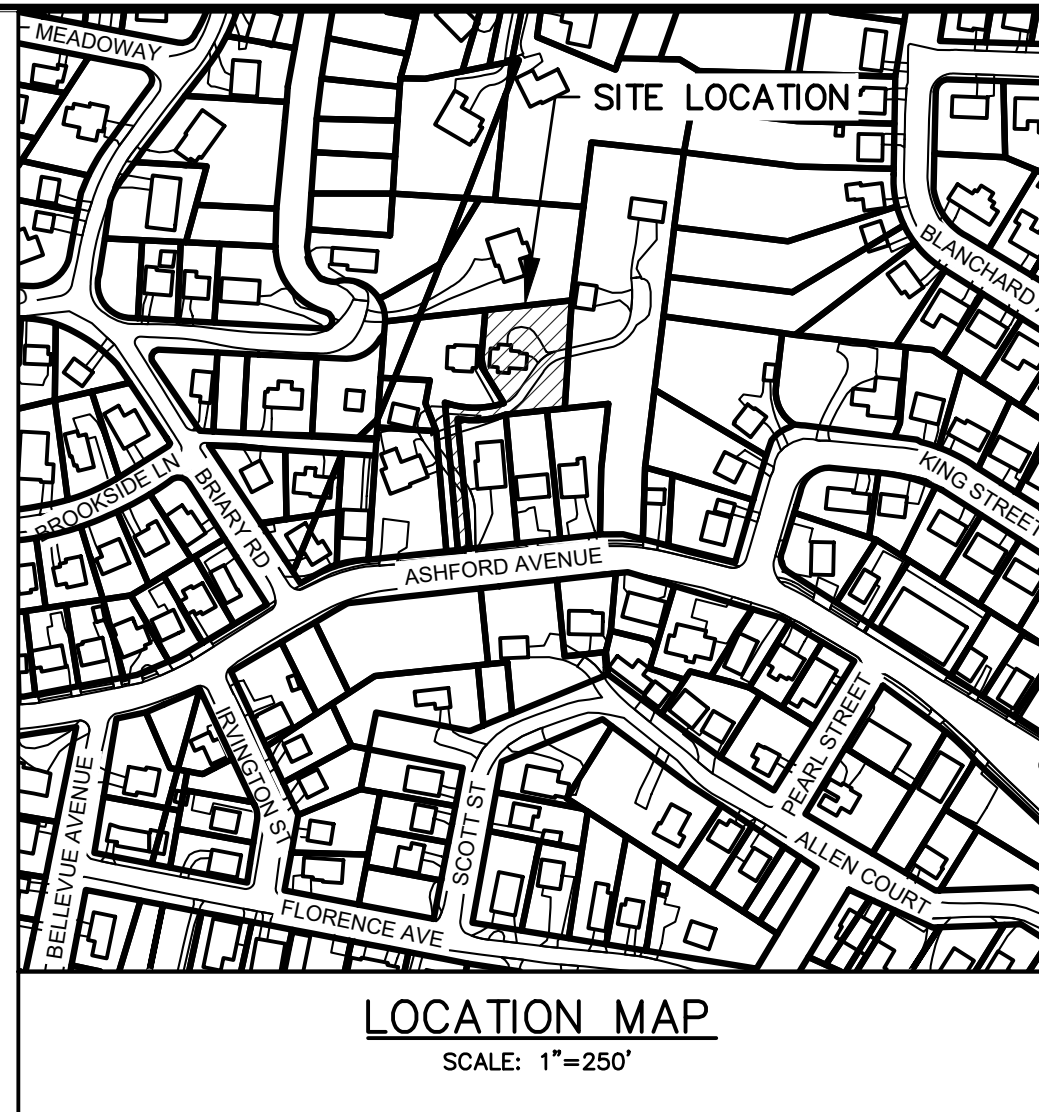 MEADOWAY
SITE LOCATION
BLANCHARD
BROOKSIDE LN
BRIARY RD
KING STREET
ASHFORD AVENUE
IRVINGTON ST
PEARL STREET
BELLEVUE AVENUE
SCOTT ST
ALLEN COURT
FLORENCE AVE
LOCATION MAP
SCALE: 1"=250'